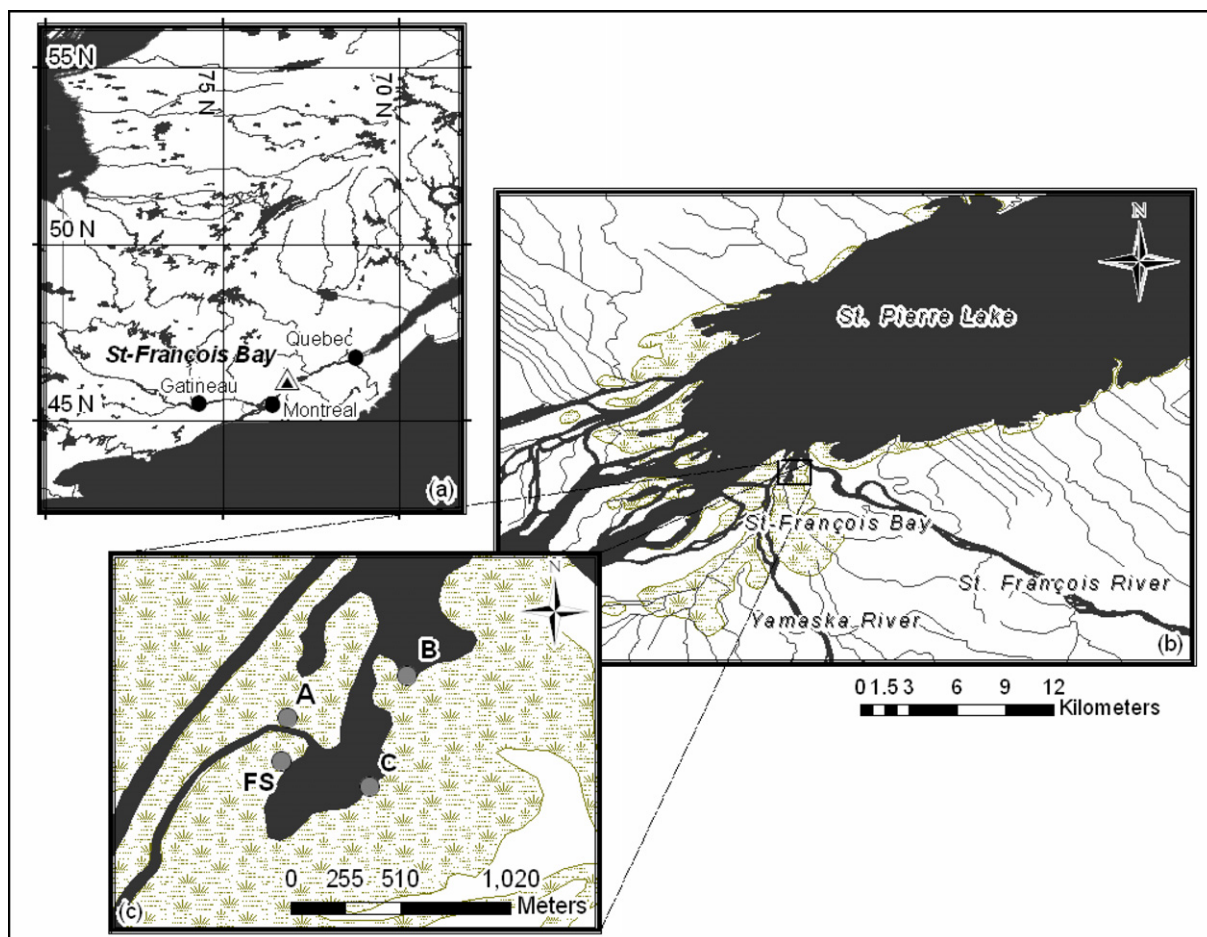 55 N
75 N
70 N
50 N
Quebec
St-François Bay
Gatineau
Montreal
45 N
(a)
N
St. Pierre Lake
St-François Bay
St. François River
Yamaska River
(b)
0 1.5 3 6 9 12
Kilometers
N
B
A
C
FS
0 255 510 1,020
Meters
(c)